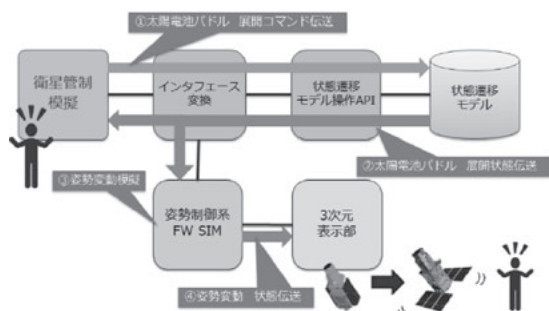 ①太陽電池パドル 展開コマンド伝送
衛星管制
模擬
インタフェース
変換
状態遷移
モデル操作API
状態遷移
モデル
②太陽電池パドル 展開状態伝送
③姿勢変動模擬
姿勢制御系
FW SIM
3次元
表示部
④姿勢変動 状態伝送